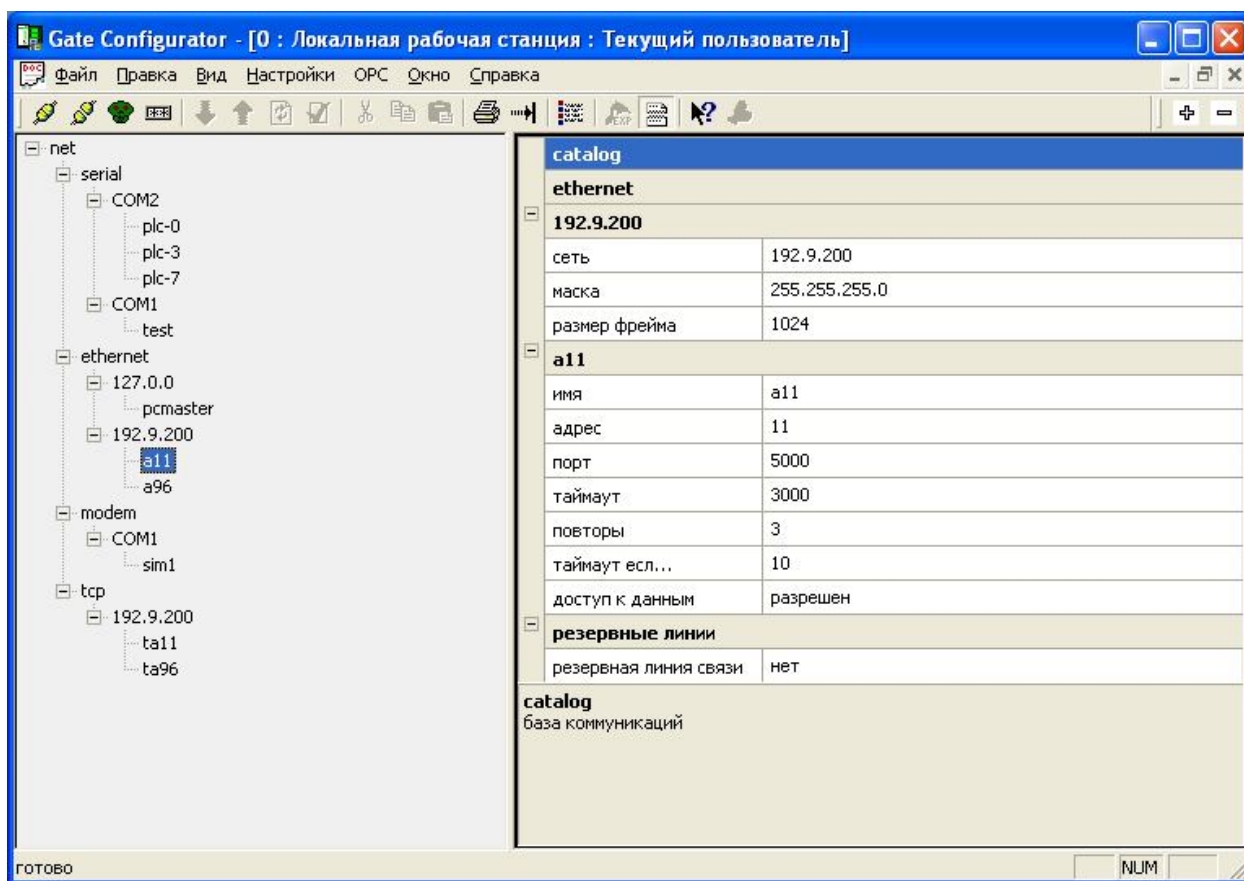 Gate Configurator - [0 : Локальная рабочая станция : Текущий пользователь]
Файл Правка Вид Настройки OPC Окно Справка
net
serial
COM2
plc-0
plc-3
plc-7
COM1
test
ethernet
127.0.0
pcmaster
192.9.200
a11
a96
modem
COM1
sim1
tcp
192.9.200
ta11
ta96
catalog
ethernet
192.9.200
сеть 192.9.200
маска 255.255.255.0
размер фрейма 1024
a11
имя a11
адрес 11
порт 5000
таймаут 3000
повторы 3
таймаут есл... 10
доступ к данным разрешен
резервные линии
резервная линия связи нет
catalog
база коммуникаций
готово
NUM